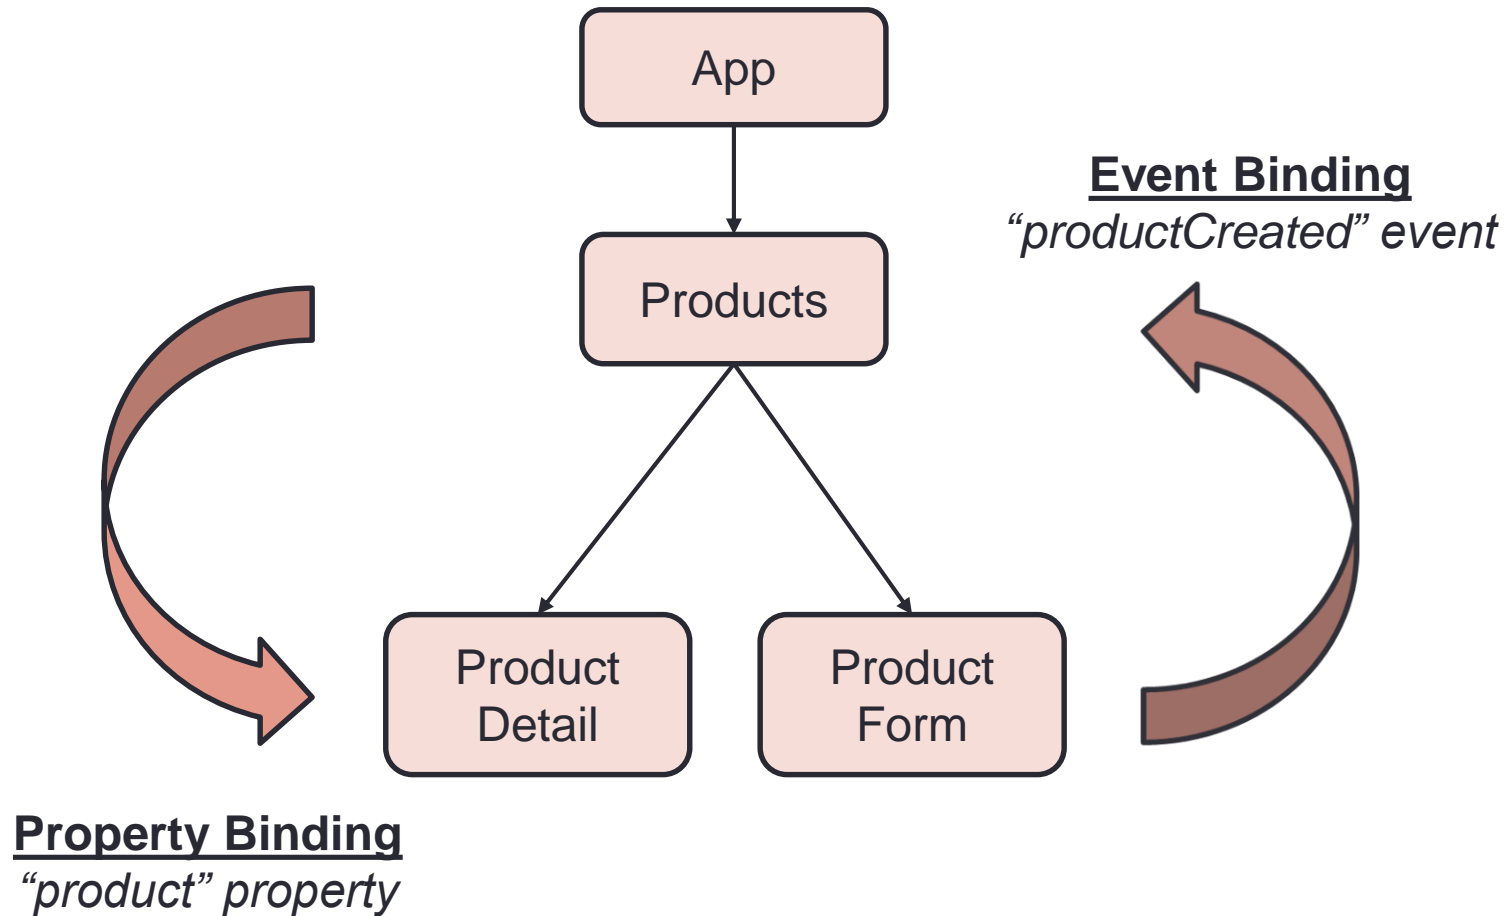 App
Event Binding
“productCreated” event
Products
Product
Detail
Product
Form
Property Binding
“product” property